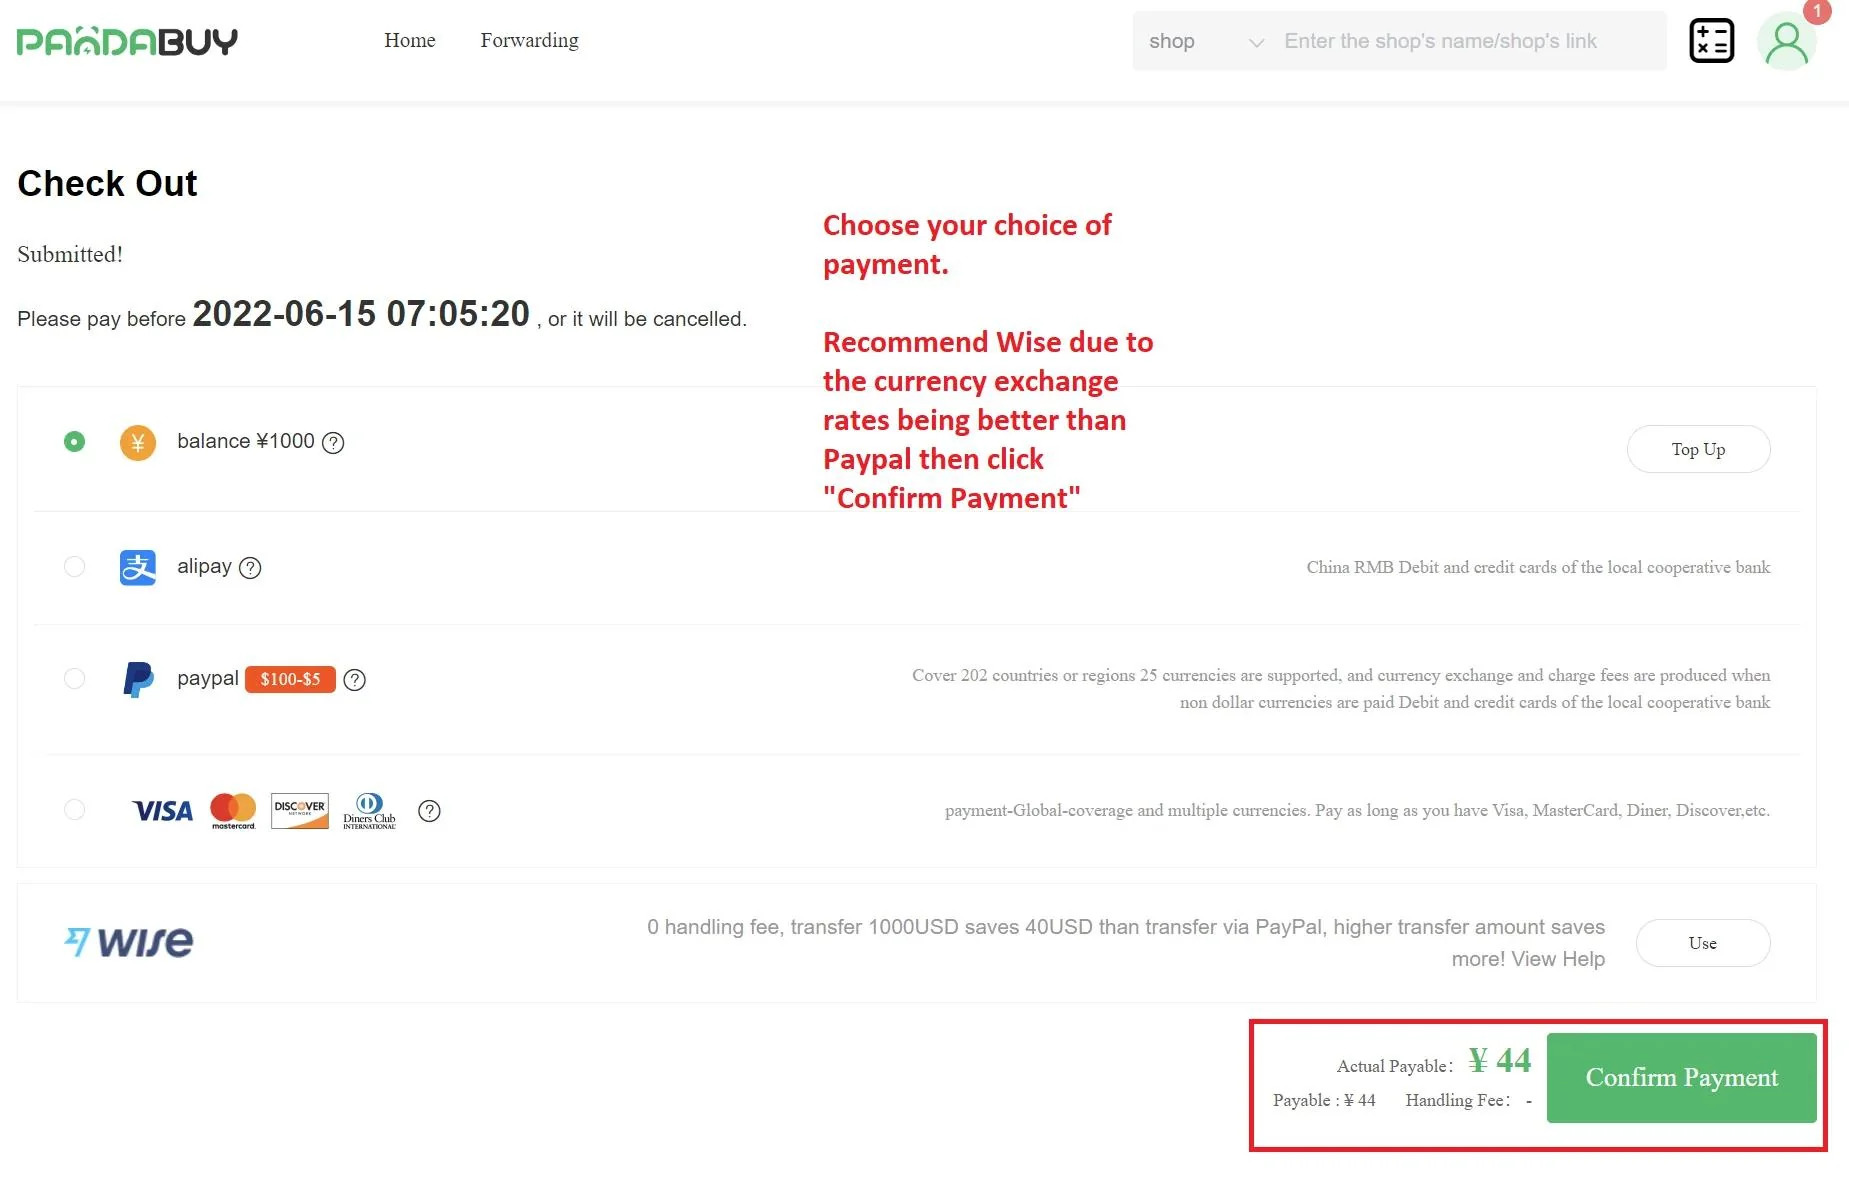 PANDABUY
Home
Forwarding
shop
Enter the shop's name/shop's link
1
Check Out
Submitted!
Please pay before 2022-06-15 07:05:20 , or it will be cancelled.
Choose your choice of
payment.
Recommend Wise due to
the currency exchange
rates being better than
Paypal then click
"Confirm Payment"
¥ balance ¥1000 ?
Top Up
支 alipay ?
China RMB Debit and credit cards of the local cooperative bank
paypal $100-$5 ?
Cover 202 countries or regions 25 currencies are supported, and currency exchange and charge fees are produced when
non dollar currencies are paid Debit and credit cards of the local cooperative bank
VISA mastercard. DISCOVER NETWORK Diners Club INTERNATIONAL ?
payment-Global-coverage and multiple currencies. Pay as long as you have Visa, MasterCard, Diner, Discover,etc.
WISE
0 handling fee, transfer 1000USD saves 40USD than transfer via PayPal, higher transfer amount saves
more! View Help
Use
Actual Payable： ¥ 44
Payable : ¥ 44 Handling Fee： -
Confirm Payment